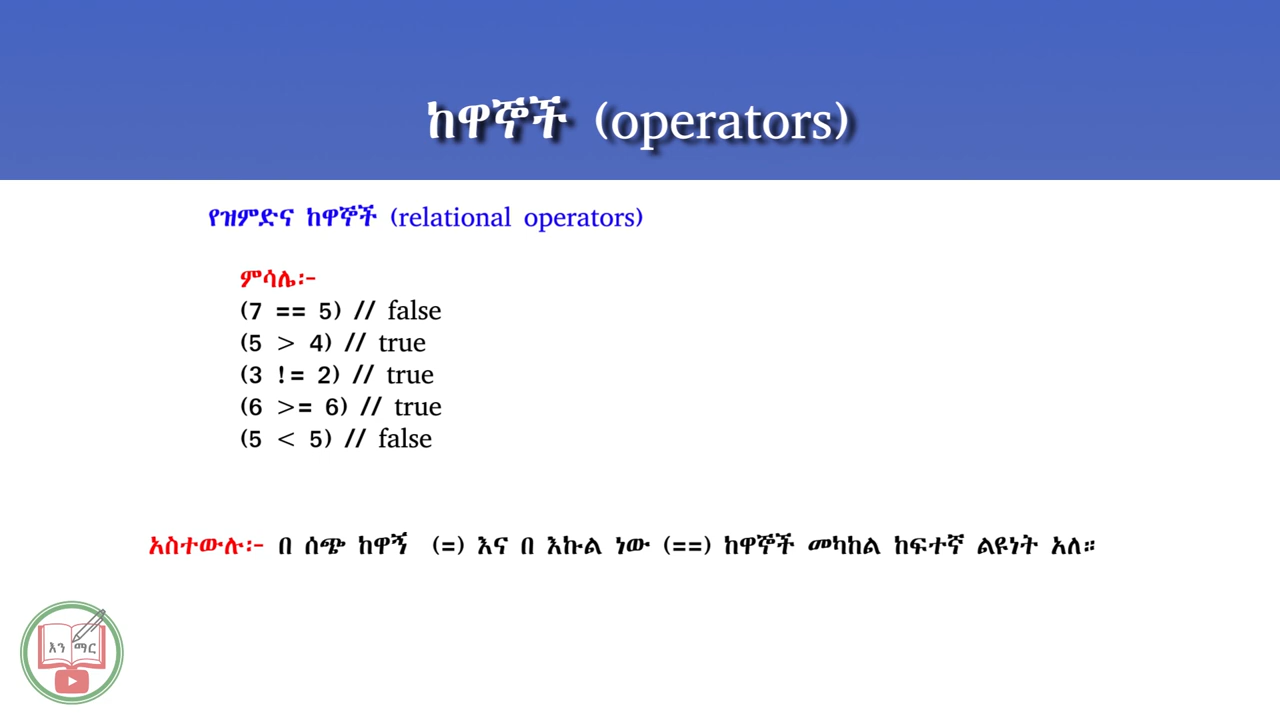 ከዋኞች (operators)
የዝምድና ከዋኞች (relational operators)
ምሳሌ፡-
(7 == 5) // false
(5 > 4) // true
(3 != 2) // true
(6 >= 6) // true
(5 < 5) // false
አስተውሉ፡- በ ሰጭ ከዋኝ (=) እና በ እኩል ነው (==) ከዋኞች መካከል ከፍተኛ ልዩነት አለ።
እን ማር